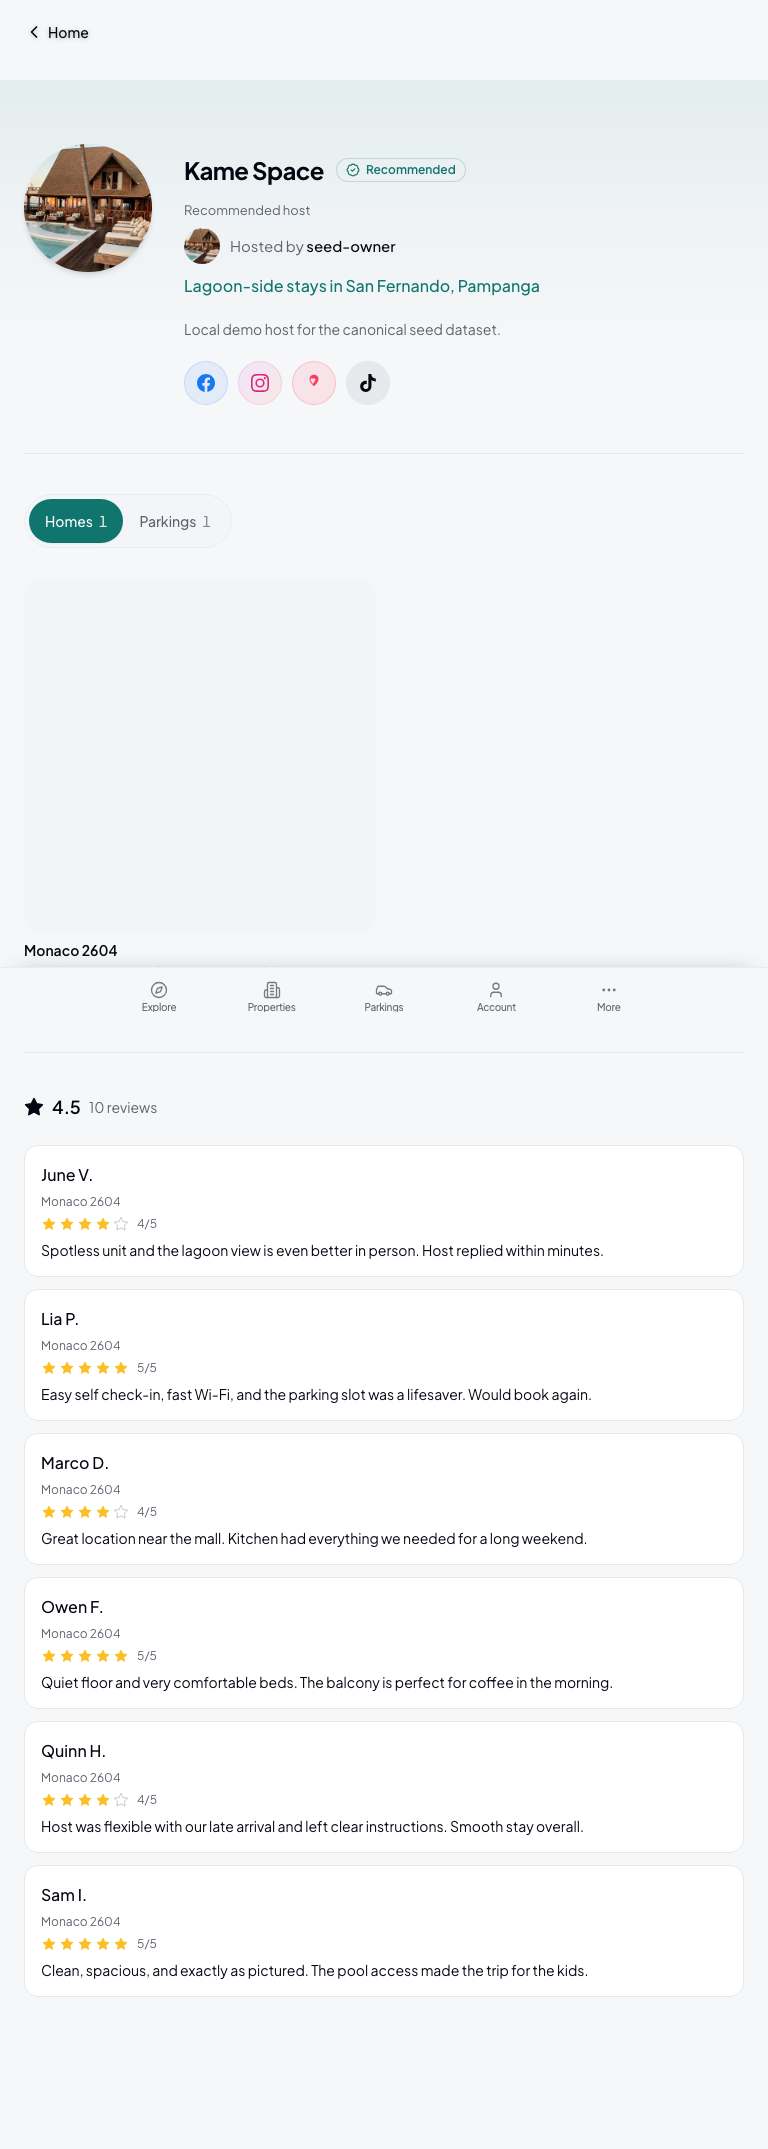 Home
Kame Space
Recommended
Recommended host
Hosted by seed-owner
Lagoon-side stays in San Fernando, Pampanga
Local demo host for the canonical seed dataset.
Homes 1
Parkings 1
Monaco 2604
Explore
Properties
Parkings
Account
More
4.5 10 reviews
June V.
Monaco 2604
4/5
Spotless unit and the lagoon view is even better in person. Host replied within minutes.
Lia P.
Monaco 2604
5/5
Easy self check-in, fast Wi-Fi, and the parking slot was a lifesaver. Would book again.
Marco D.
Monaco 2604
4/5
Great location near the mall. Kitchen had everything we needed for a long weekend.
Owen F.
Monaco 2604
5/5
Quiet floor and very comfortable beds. The balcony is perfect for coffee in the morning.
Quinn H.
Monaco 2604
4/5
Host was flexible with our late arrival and left clear instructions. Smooth stay overall.
Sam I.
Monaco 2604
5/5
Clean, spacious, and exactly as pictured. The pool access made the trip for the kids.